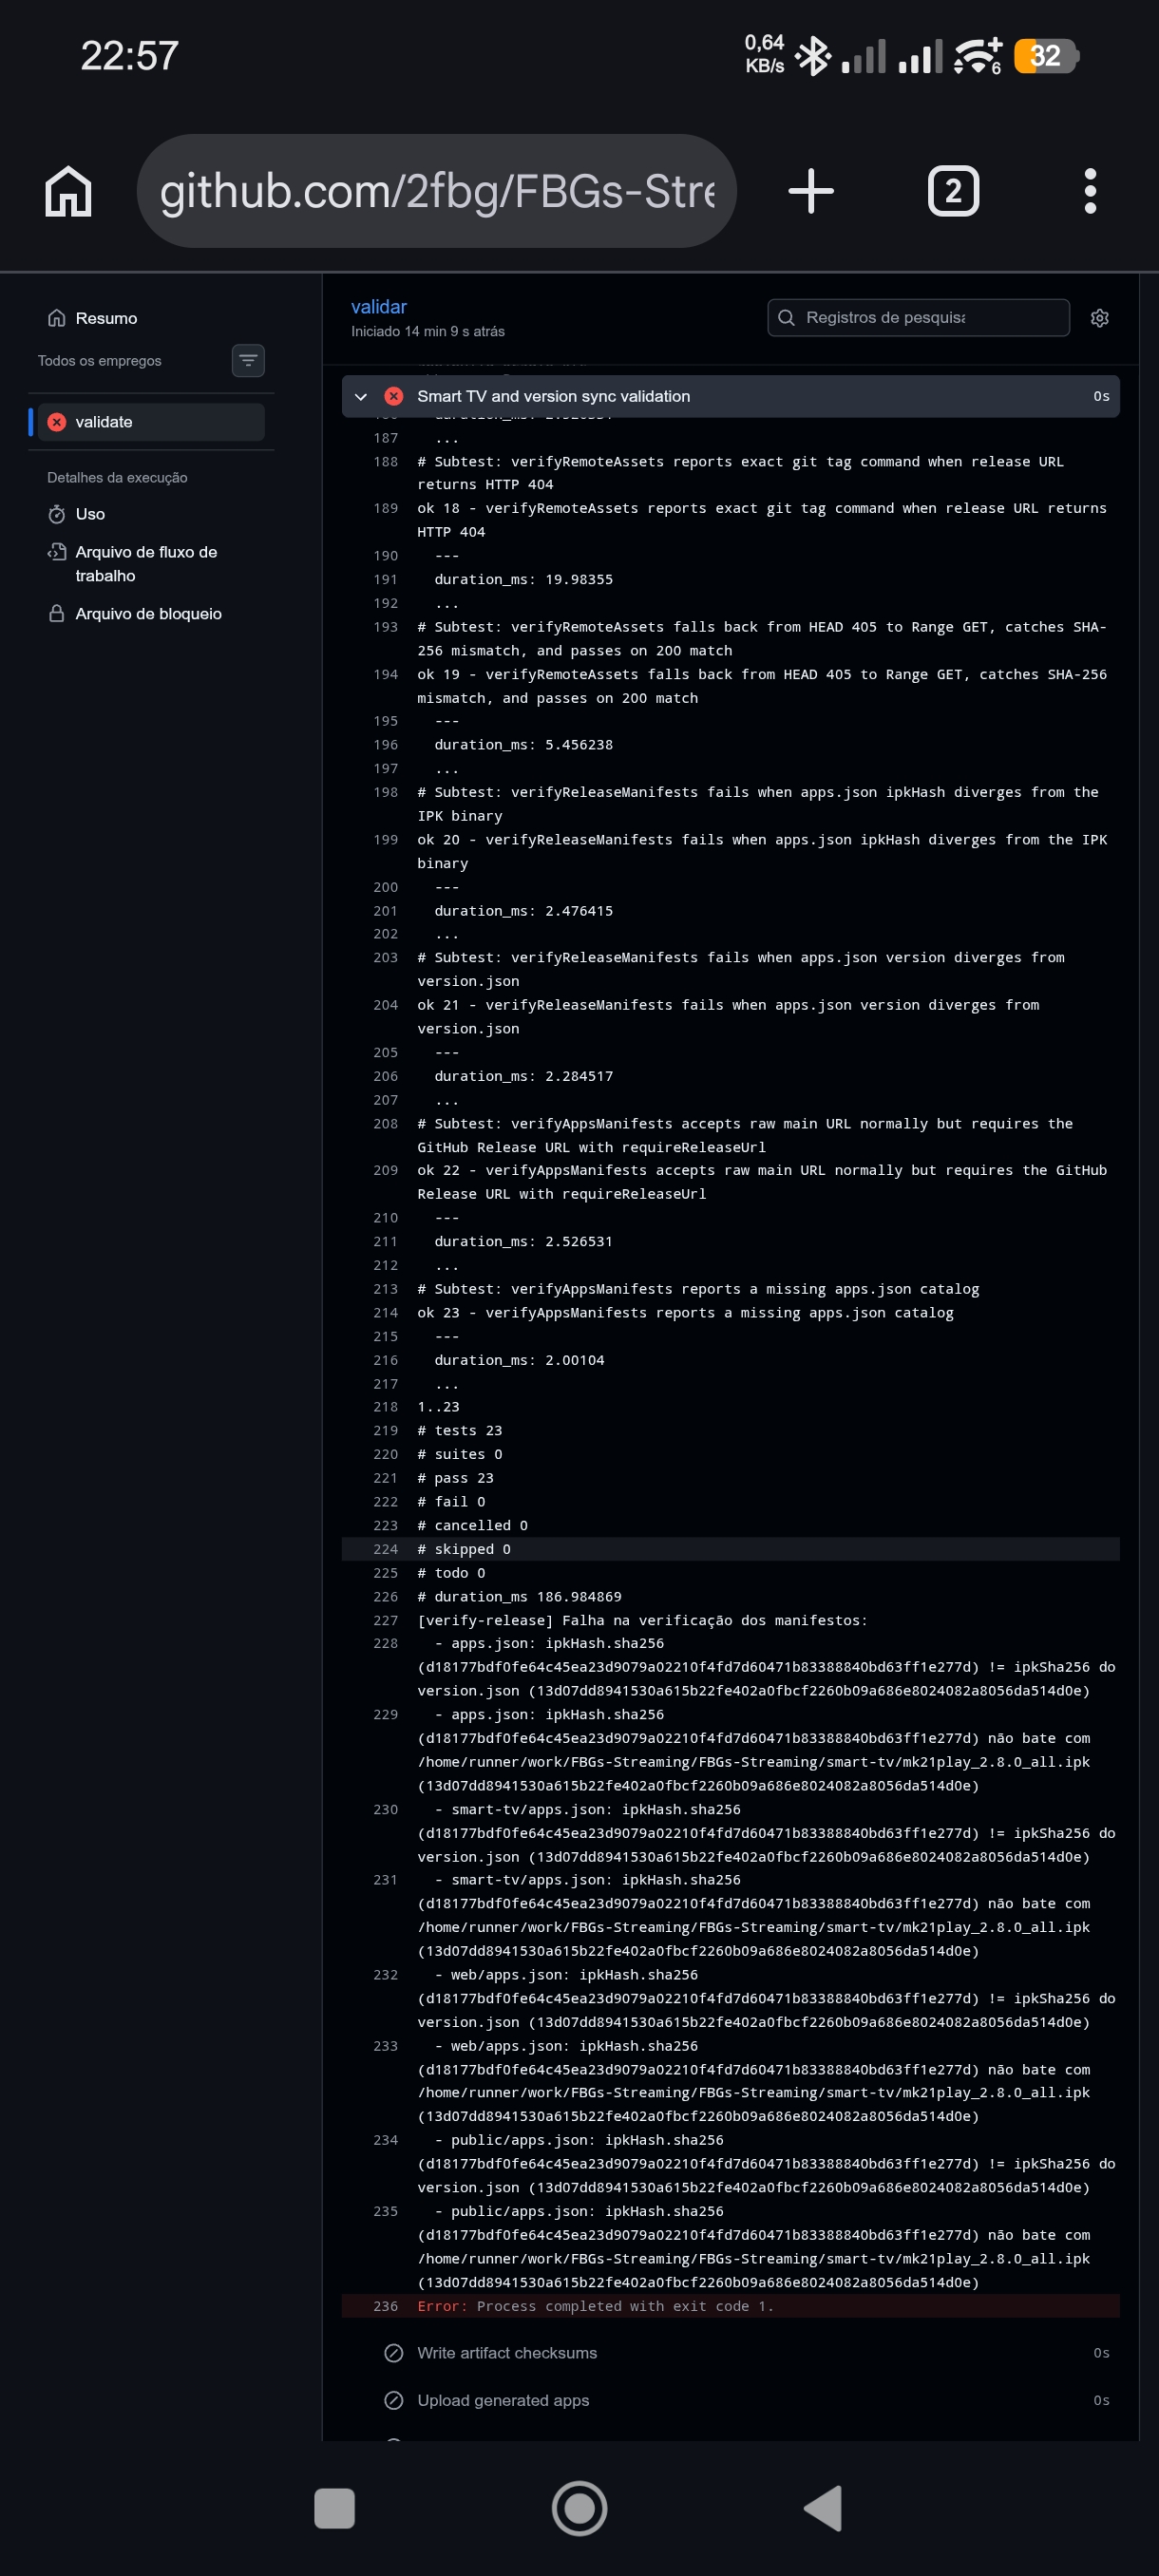 22:57
0,64
KB/s
6
32
github.com/2fbg/FBGs-Stre
2
Resumo
Todos os empregos
validate
Detalhes da execução
Uso
Arquivo de fluxo de
trabalho
Arquivo de bloqueio
validar
Iniciado 14 min 9 s atrás
Registros de pesquisa
Smart TV and version sync validation
0s
187 ...
188 # Subtest: verifyRemoteAssets reports exact git tag command when release URL
returns HTTP 404
189 ok 18 - verifyRemoteAssets reports exact git tag command when release URL returns
HTTP 404
190 ---
191 duration_ms: 19.98355
192 ...
193 # Subtest: verifyRemoteAssets falls back from HEAD 405 to Range GET, catches SHA-
256 mismatch, and passes on 200 match
194 ok 19 - verifyRemoteAssets falls back from HEAD 405 to Range GET, catches SHA-256
mismatch, and passes on 200 match
195 ---
196 duration_ms: 5.456238
197 ...
198 # Subtest: verifyReleaseManifests fails when apps.json ipkHash diverges from the
IPK binary
199 ok 20 - verifyReleaseManifests fails when apps.json ipkHash diverges from the IPK
binary
200 ---
201 duration_ms: 2.476415
202 ...
203 # Subtest: verifyReleaseManifests fails when apps.json version diverges from
version.json
204 ok 21 - verifyReleaseManifests fails when apps.json version diverges from
version.json
205 ---
206 duration_ms: 2.284517
207 ...
208 # Subtest: verifyAppsManifests accepts raw main URL normally but requires the
GitHub Release URL with requireReleaseUrl
209 ok 22 - verifyAppsManifests accepts raw main URL normally but requires the GitHub
Release URL with requireReleaseUrl
210 ---
211 duration_ms: 2.526531
212 ...
213 # Subtest: verifyAppsManifests reports a missing apps.json catalog
214 ok 23 - verifyAppsManifests reports a missing apps.json catalog
215 ---
216 duration_ms: 2.00104
217 ...
218 1..23
219 # tests 23
220 # suites 0
221 # pass 23
222 # fail 0
223 # cancelled 0
224 # skipped 0
225 # todo 0
226 # duration_ms 186.984869
227 [verify-release] Falha na verificação dos manifestos:
228 - apps.json: ipkHash.sha256
(d18177bdf0fe64c45ea23d9079a02210f4fd7d60471b83388840bd63ff1e277d) != ipkSha256 do
version.json (13d07dd8941530a615b22fe402a0fbcf2260b09a686e8024082a8056da514d0e)
229 - apps.json: ipkHash.sha256
(d18177bdf0fe64c45ea23d9079a02210f4fd7d60471b83388840bd63ff1e277d) não bate com
/home/runner/work/FBGs-Streaming/FBGs-Streaming/smart-tv/mk21play_2.8.0_all.ipk
(13d07dd8941530a615b22fe402a0fbcf2260b09a686e8024082a8056da514d0e)
230 - smart-tv/apps.json: ipkHash.sha256
(d18177bdf0fe64c45ea23d9079a02210f4fd7d60471b83388840bd63ff1e277d) != ipkSha256 do
version.json (13d07dd8941530a615b22fe402a0fbcf2260b09a686e8024082a8056da514d0e)
231 - smart-tv/apps.json: ipkHash.sha256
(d18177bdf0fe64c45ea23d9079a02210f4fd7d60471b83388840bd63ff1e277d) não bate com
/home/runner/work/FBGs-Streaming/FBGs-Streaming/smart-tv/mk21play_2.8.0_all.ipk
(13d07dd8941530a615b22fe402a0fbcf2260b09a686e8024082a8056da514d0e)
232 - web/apps.json: ipkHash.sha256
(d18177bdf0fe64c45ea23d9079a02210f4fd7d60471b83388840bd63ff1e277d) != ipkSha256 do
version.json (13d07dd8941530a615b22fe402a0fbcf2260b09a686e8024082a8056da514d0e)
233 - web/apps.json: ipkHash.sha256
(d18177bdf0fe64c45ea23d9079a02210f4fd7d60471b83388840bd63ff1e277d) não bate com
/home/runner/work/FBGs-Streaming/FBGs-Streaming/smart-tv/mk21play_2.8.0_all.ipk
(13d07dd8941530a615b22fe402a0fbcf2260b09a686e8024082a8056da514d0e)
234 - public/apps.json: ipkHash.sha256
(d18177bdf0fe64c45ea23d9079a02210f4fd7d60471b83388840bd63ff1e277d) != ipkSha256 do
version.json (13d07dd8941530a615b22fe402a0fbcf2260b09a686e8024082a8056da514d0e)
235 - public/apps.json: ipkHash.sha256
(d18177bdf0fe64c45ea23d9079a02210f4fd7d60471b83388840bd63ff1e277d) não bate com
/home/runner/work/FBGs-Streaming/FBGs-Streaming/smart-tv/mk21play_2.8.0_all.ipk
(13d07dd8941530a615b22fe402a0fbcf2260b09a686e8024082a8056da514d0e)
236 Error: Process completed with exit code 1.
Write artifact checksums
0s
Upload generated apps
0s